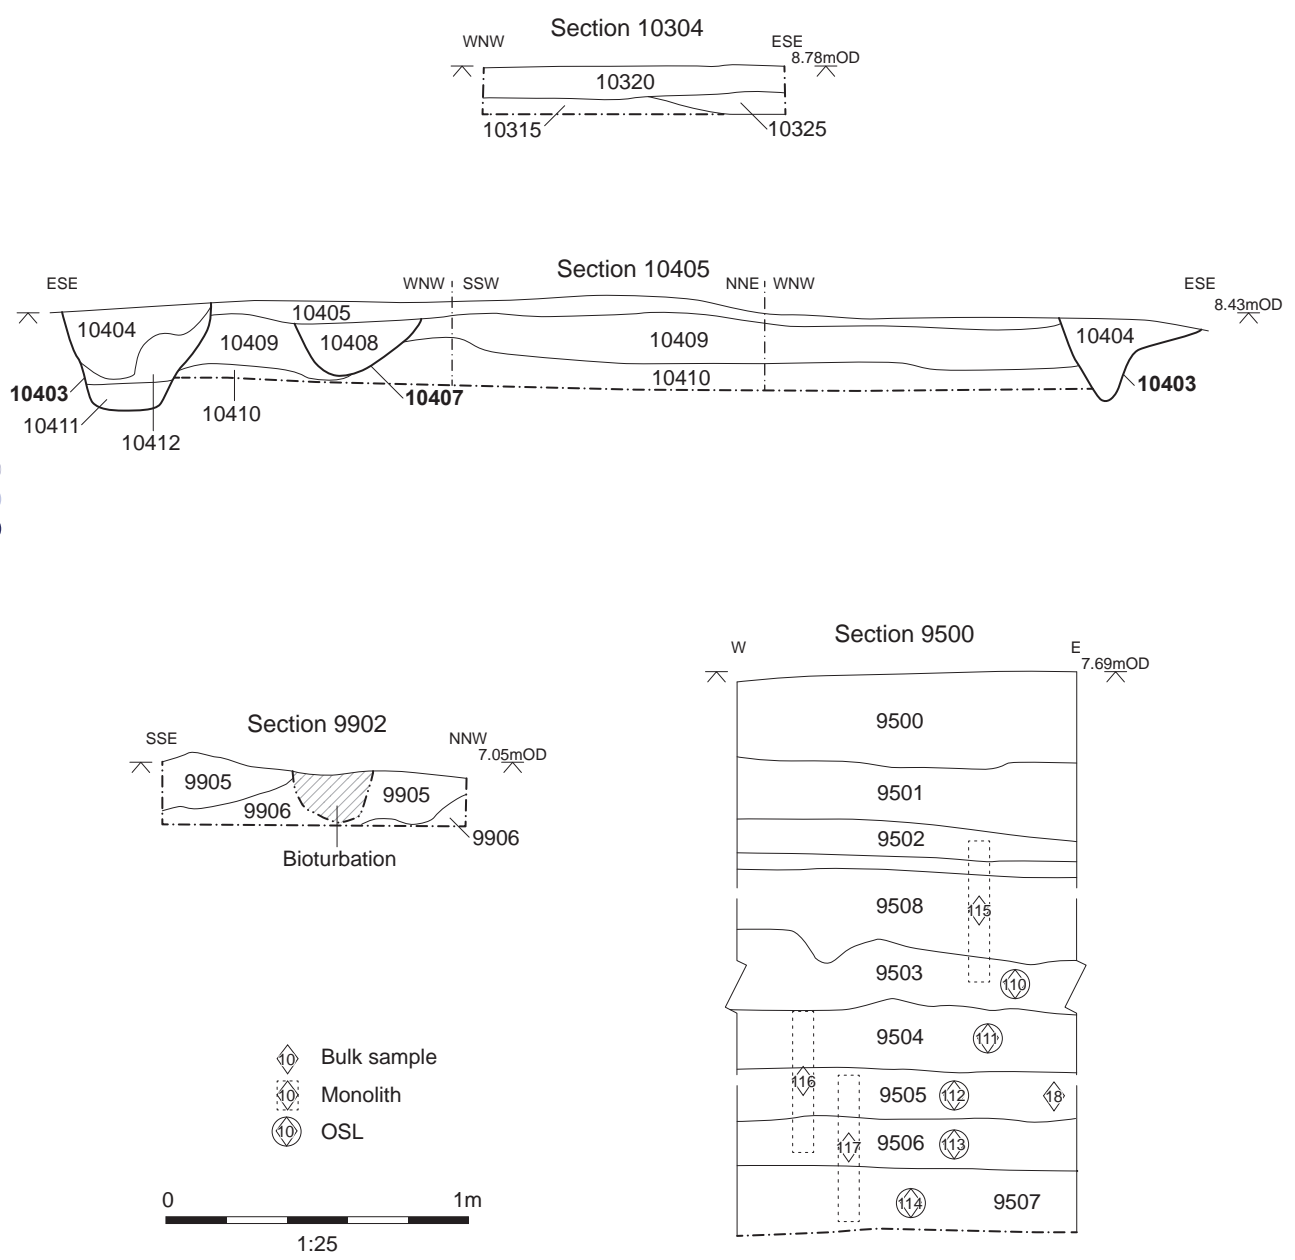 Section 10304
WNW
ESE
8.78mOD
10320
10315
10325
Section 10405
ESE
WNW
SSW
NNE
WNW
ESE
8.43mOD
10404
10405
10409
10408
10409
10404
10410
10403
10411
10412
10410
10407
10403
Section 9902
SSE
NNW
7.05mOD
9905
9906
9905
9906
Bioturbation
Section 9500
W
E
7.69mOD
9500
9501
9502
9508
115
9503
110
9504
111
116
9505
112
18
9506
113
117
114
9507
10 Bulk sample
10 Monolith
10 OSL
0
1m
1:25